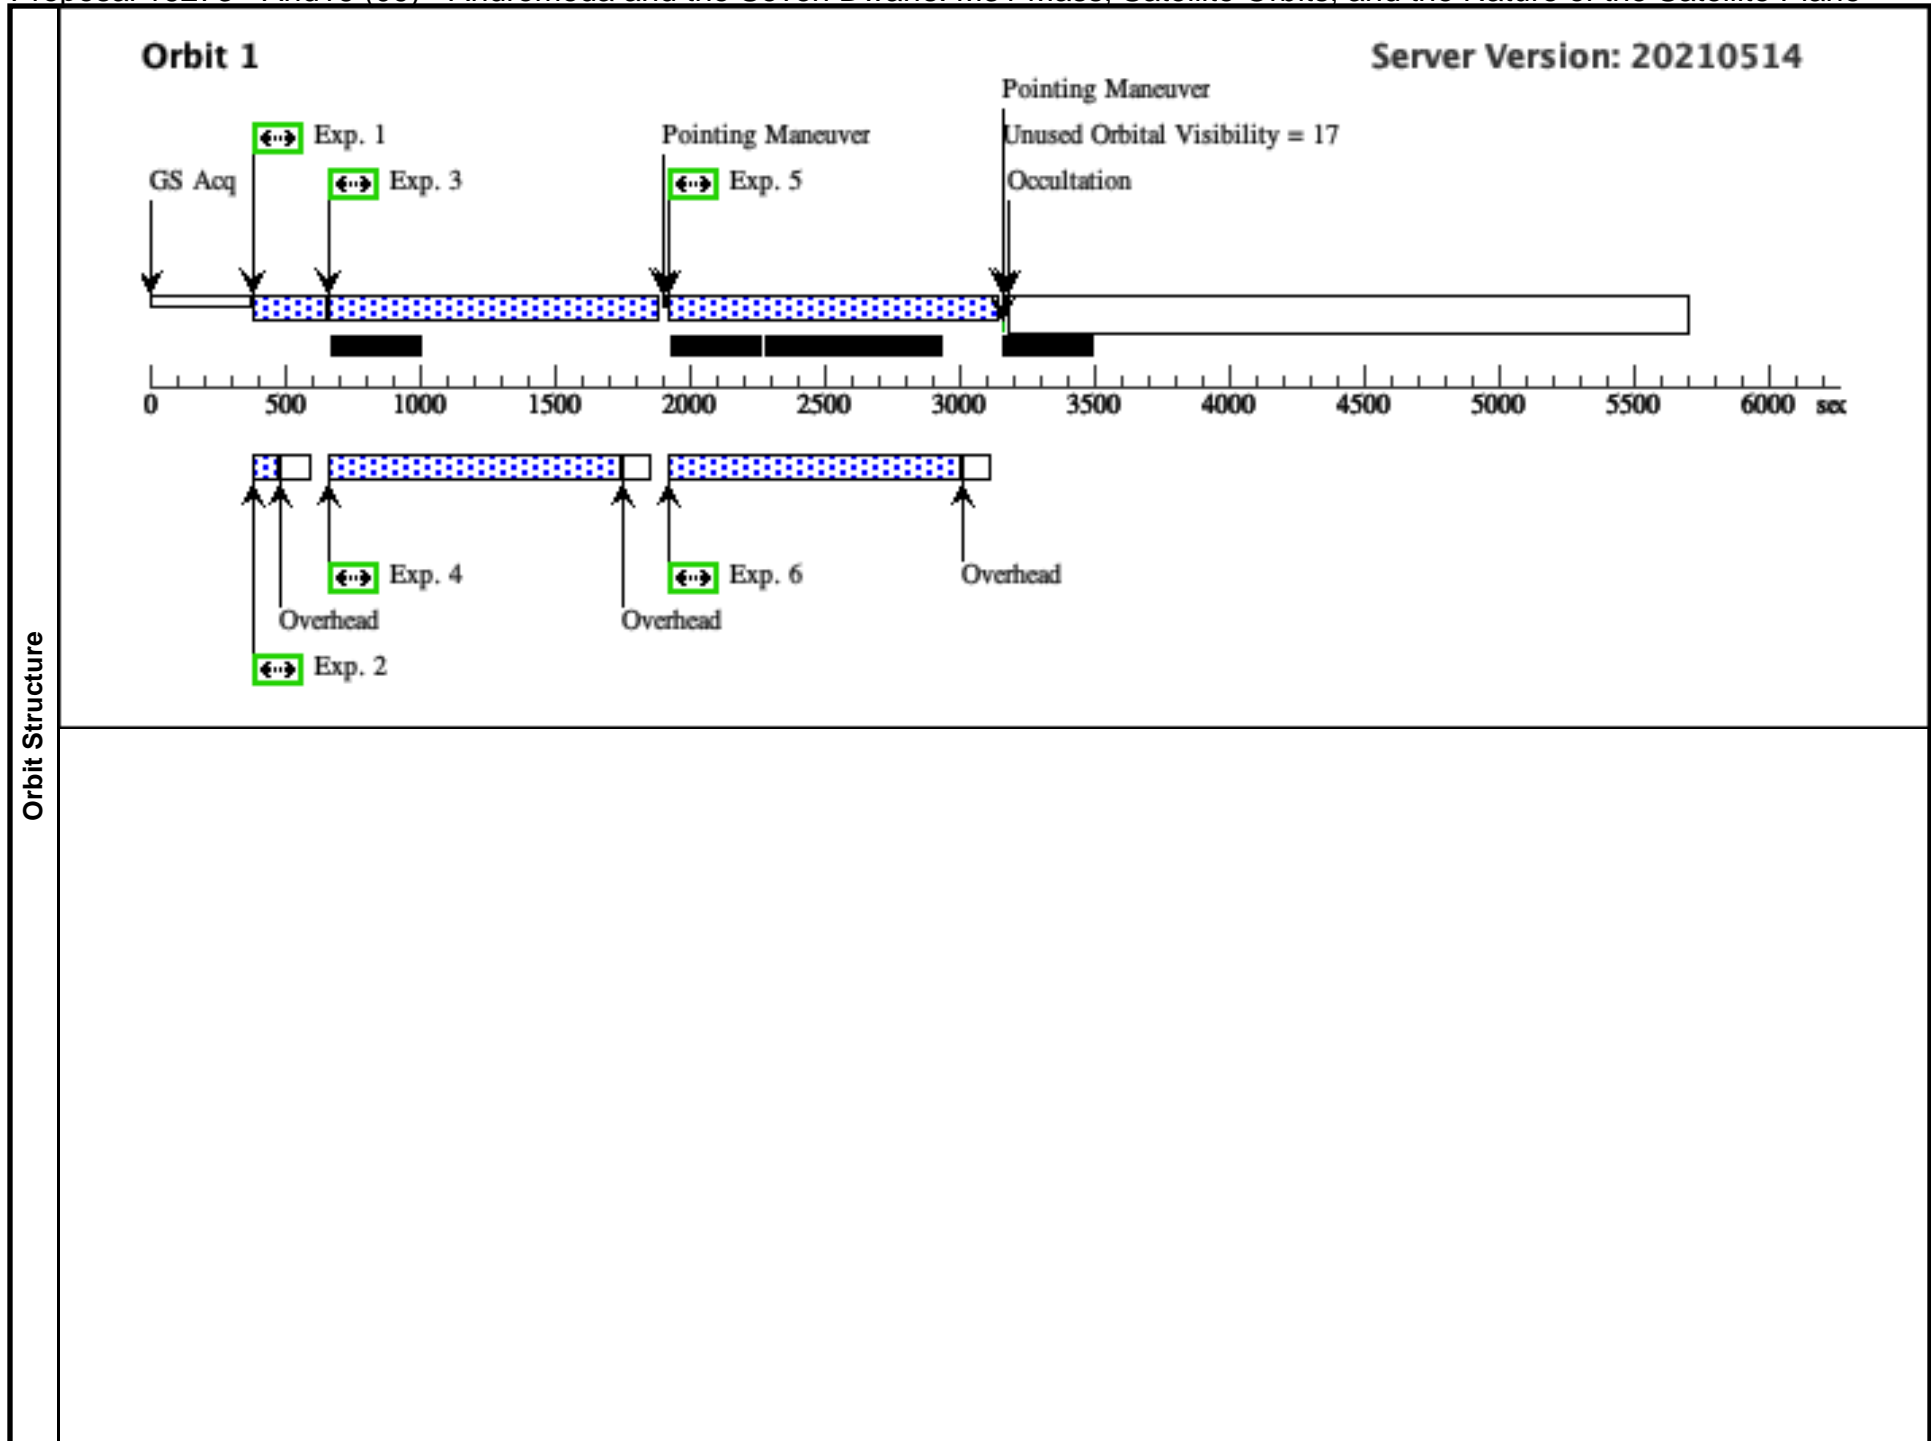 Orbit 1
Server Version: 20210514
Pointing Maneuver
Exp. 1
Pointing Maneuver
Unused Orbital Visibility = 17
GS Acq
Exp. 3
Exp. 5
Occultation
0 500 1000 1500 2000 2500 3000 3500 4000 4500 5000 5500 6000 sec
Exp. 4
Exp. 6
Overhead
Overhead
Overhead
Exp. 2
Orbit Structure